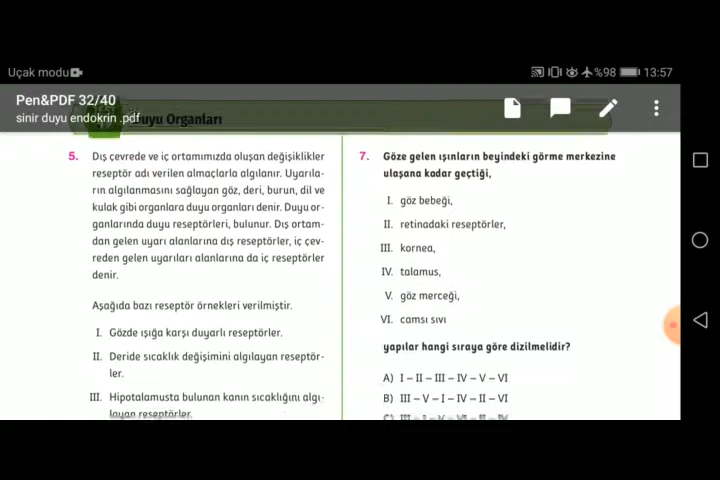 Uçak modu
%98 13:57
Pen&PDF 32/40
sinir duyu endokrin .pdf
Duyu Organları
5. Dış çevrede ve iç ortamımızda oluşan değişiklikler
reseptör adı verilen almaçlarla algılanır. Uyarıla-
rın algılanmasını sağlayan göz, deri, burun, dil ve
kulak gibi organlara duyu organları denir. Duyu or-
ganlarında duyu reseptörleri, bulunur. Dış ortam-
dan gelen uyarı alanlarına dış reseptörler, iç çev-
reden gelen uyarıları alanlarına da iç reseptörler
denir.
Aşağıda bazı reseptör örnekleri verilmiştir.
I. Gözde ışığa karşı duyarlı reseptörler.
II. Deride sıcaklık değişimini algılayan reseptör-
ler.
III. Hipotalamusta bulunan kanın sıcaklığını algı-
layan reseptörler.
7. Göze gelen ışınların beyindeki görme merkezine
ulaşana kadar geçtiği,
I. göz bebeği,
II. retinadaki reseptörler,
III. kornea,
IV. talamus,
V. göz merceği,
VI. camsı sıvı
yapılar hangi sıraya göre dizilmelidir?
A) I – II – III – IV – V – VI
B) III – V – I – IV – II – VI
C) III – I – V – VI – II – IV